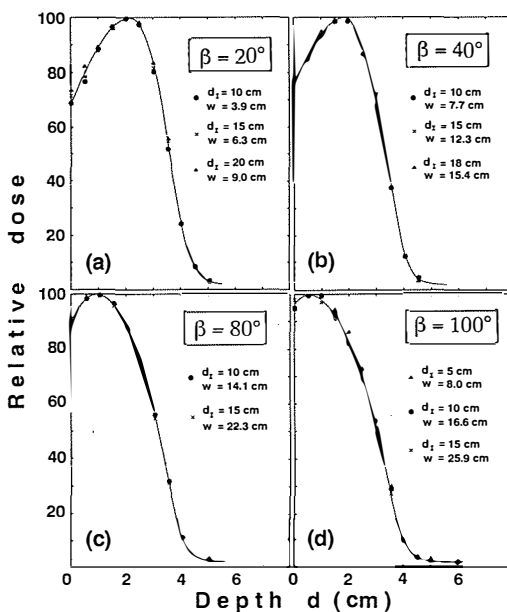 Relative dose
100
80
60
40
20
(a)
β = 20°
d_I = 10 cm
w = 3.9 cm
d_I = 15 cm
w = 6.3 cm
d_I = 20 cm
w = 9.0 cm
(b)
β = 40°
d_I = 10 cm
w = 7.7 cm
d_I = 15 cm
w = 12.3 cm
d_I = 18 cm
w = 15.4 cm
100
80
60
40
20
(c)
β = 80°
d_I = 10 cm
w = 14.1 cm
d_I = 15 cm
w = 22.3 cm
(d)
β = 100°
d_I = 5 cm
w = 8.0 cm
d_I = 10 cm
w = 16.6 cm
d_I = 15 cm
w = 25.9 cm
0 2 4 6 8 0 2 4 6 8
Depth d (cm)